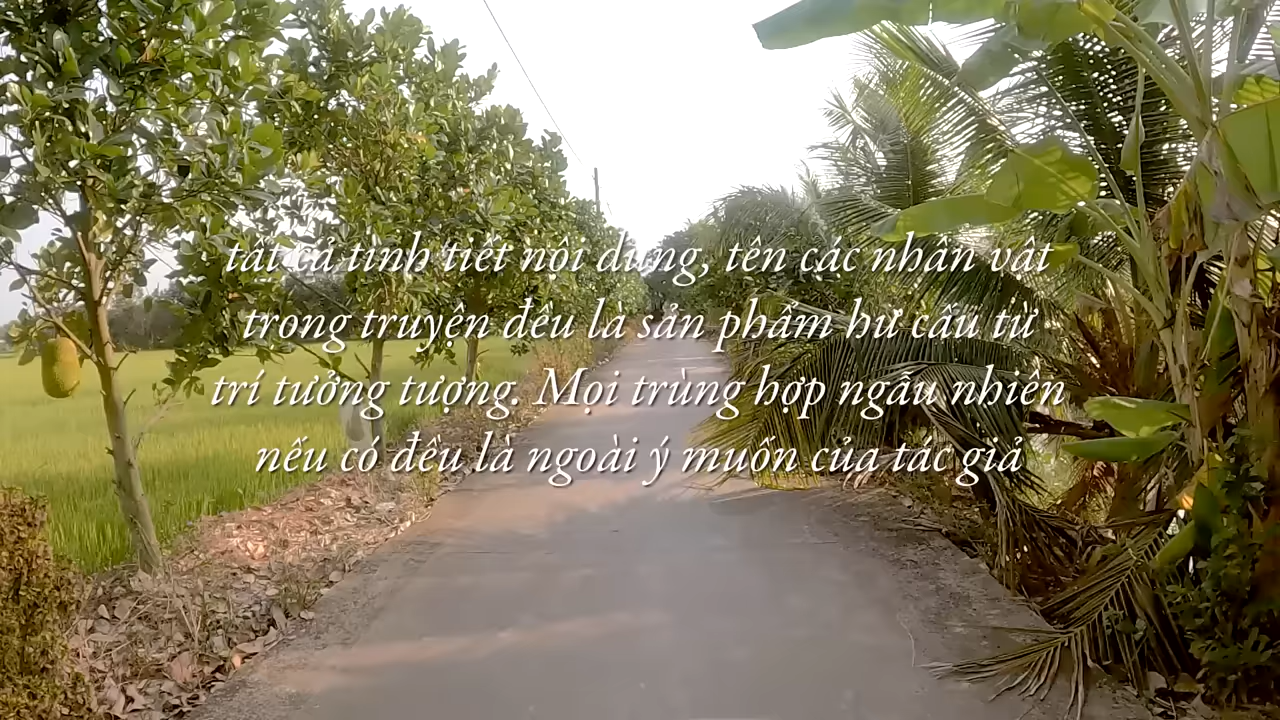 tất cả tình tiết nội dung, tên các nhân vật
trong truyện đều là sản phẩm hư cấu từ
trí tưởng tượng. Mọi trùng hợp ngẫu nhiên
nếu có đều là ngoài ý muốn của tác giả